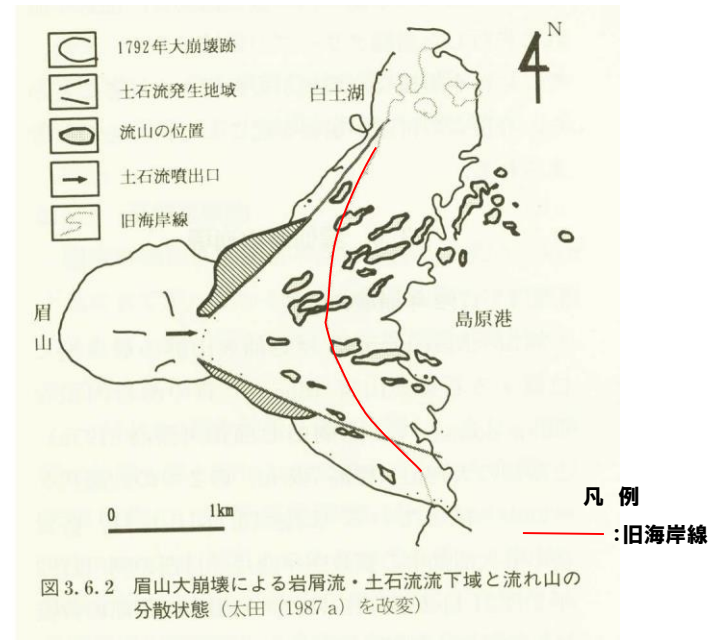 1792年大崩壊跡
土石流発生地域
流山の位置
土石流噴出口
旧海岸線
白土湖
N
眉山
島原港
0 1km
凡 例
:旧海岸線
図3.6.2 眉山大崩壊による岩屑流・土石流流下域と流れ山の
分散状態 (太田 (1987a) を改変)